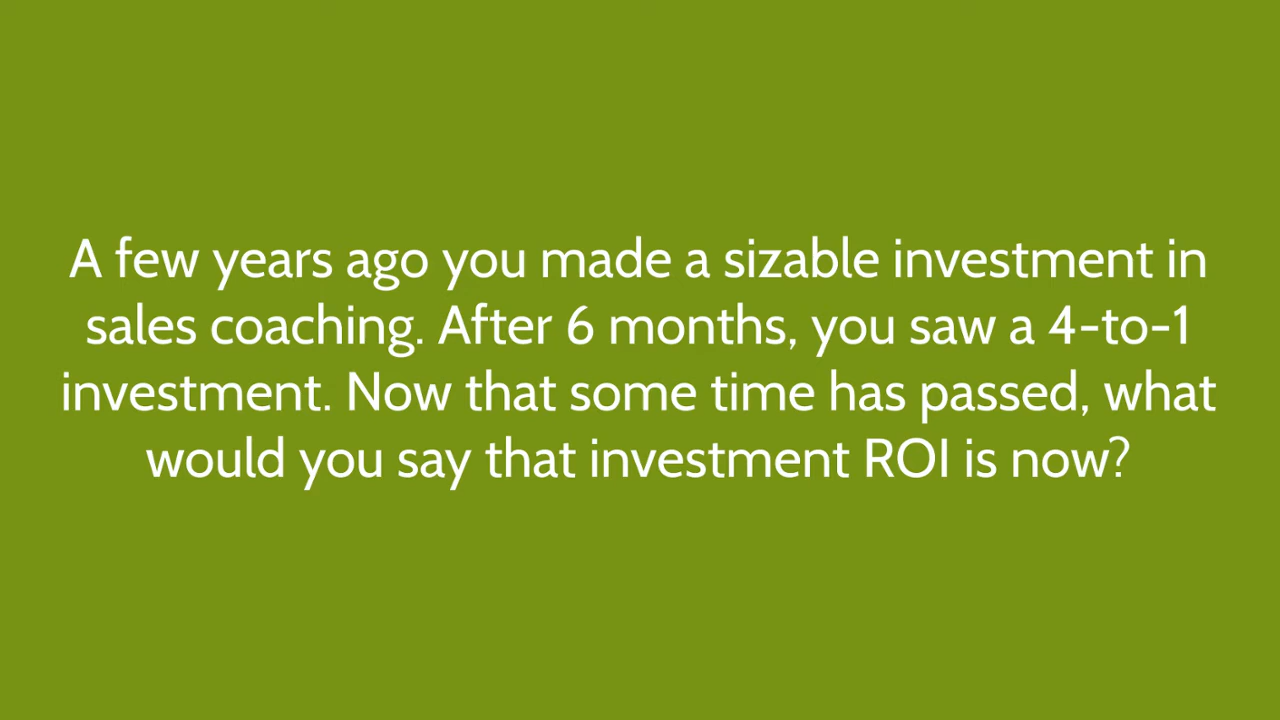 A few years ago you made a sizable investment in
sales coaching. After 6 months, you saw a 4-to-1
investment. Now that some time has passed, what
would you say that investment ROI is now?